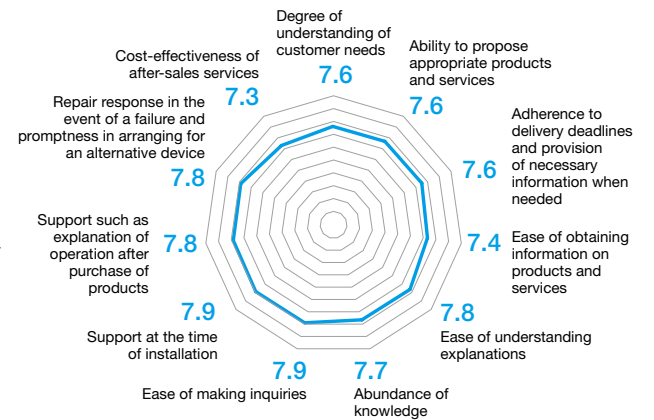 Degree of
understanding of
customer needs
7.6
Ability to propose
appropriate products
and services
7.6
Adherence to
delivery deadlines
and provision
of necessary
information when
needed
7.6
7.4
Ease of obtaining
information on
products and
services
7.8
Ease of understanding
explanations
7.7
Abundance of
knowledge
7.9
Ease of making inquiries
7.9
Support at the time
of installation
7.8
Support such as
explanation of
operation after
purchase of
products
7.8
Repair response in the
event of a failure and
promptness in arranging for
an alternative device
7.3
Cost-effectiveness of
after-sales services